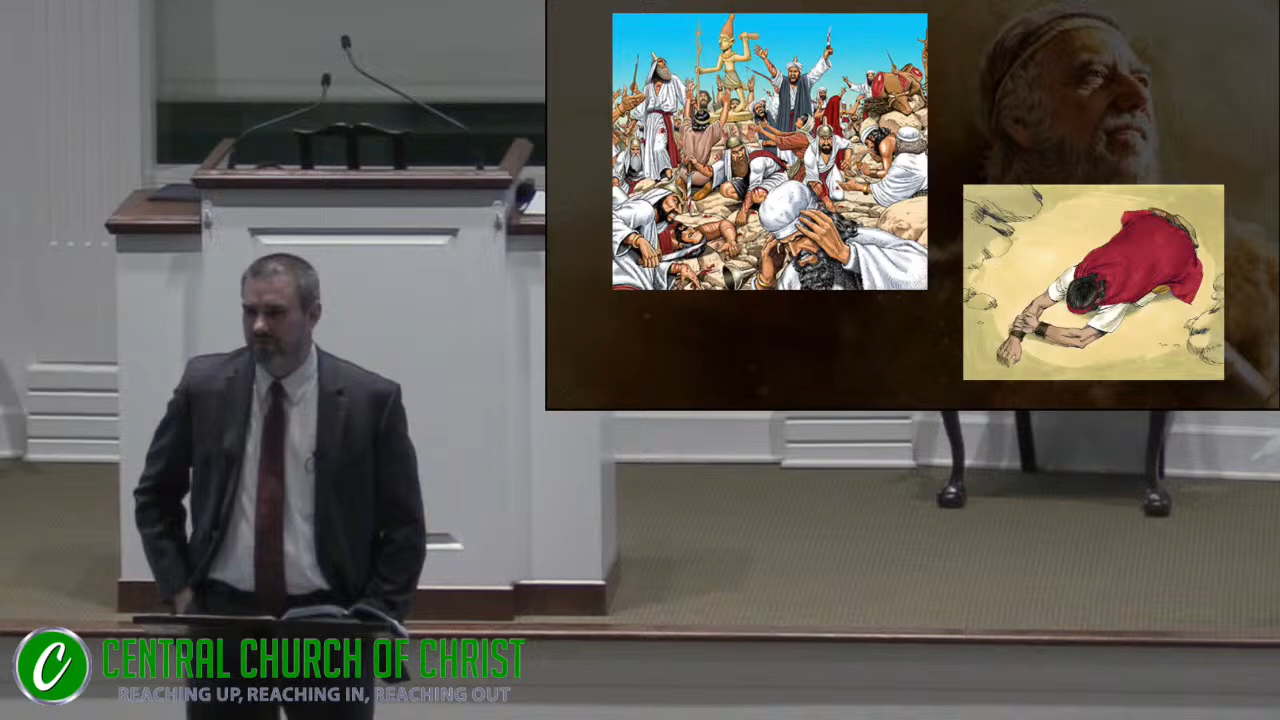 C CENTRAL CHURCH OF CHRIST
REACHING UP, REACHING IN, REACHING OUT